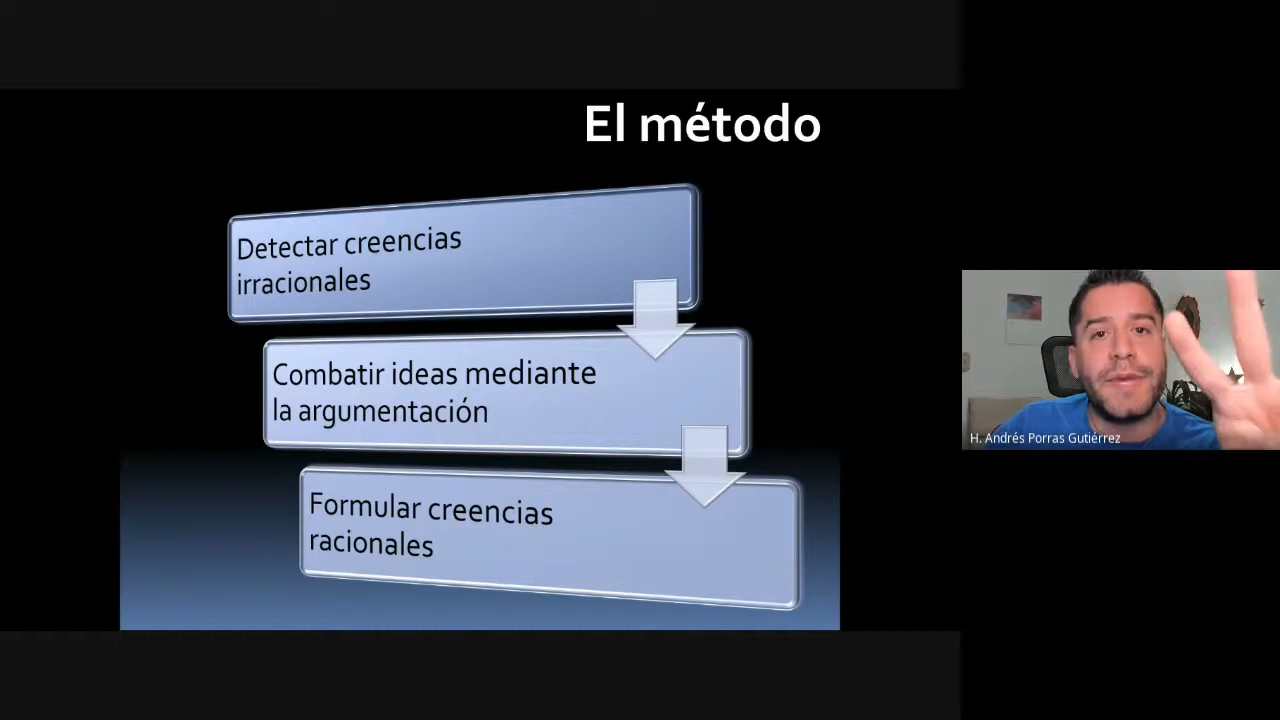 El método
Detectar creencias
irracionales
Combatir ideas mediante
la argumentación
Formular creencias
racionales
H. Andrés Porras Gutiérrez